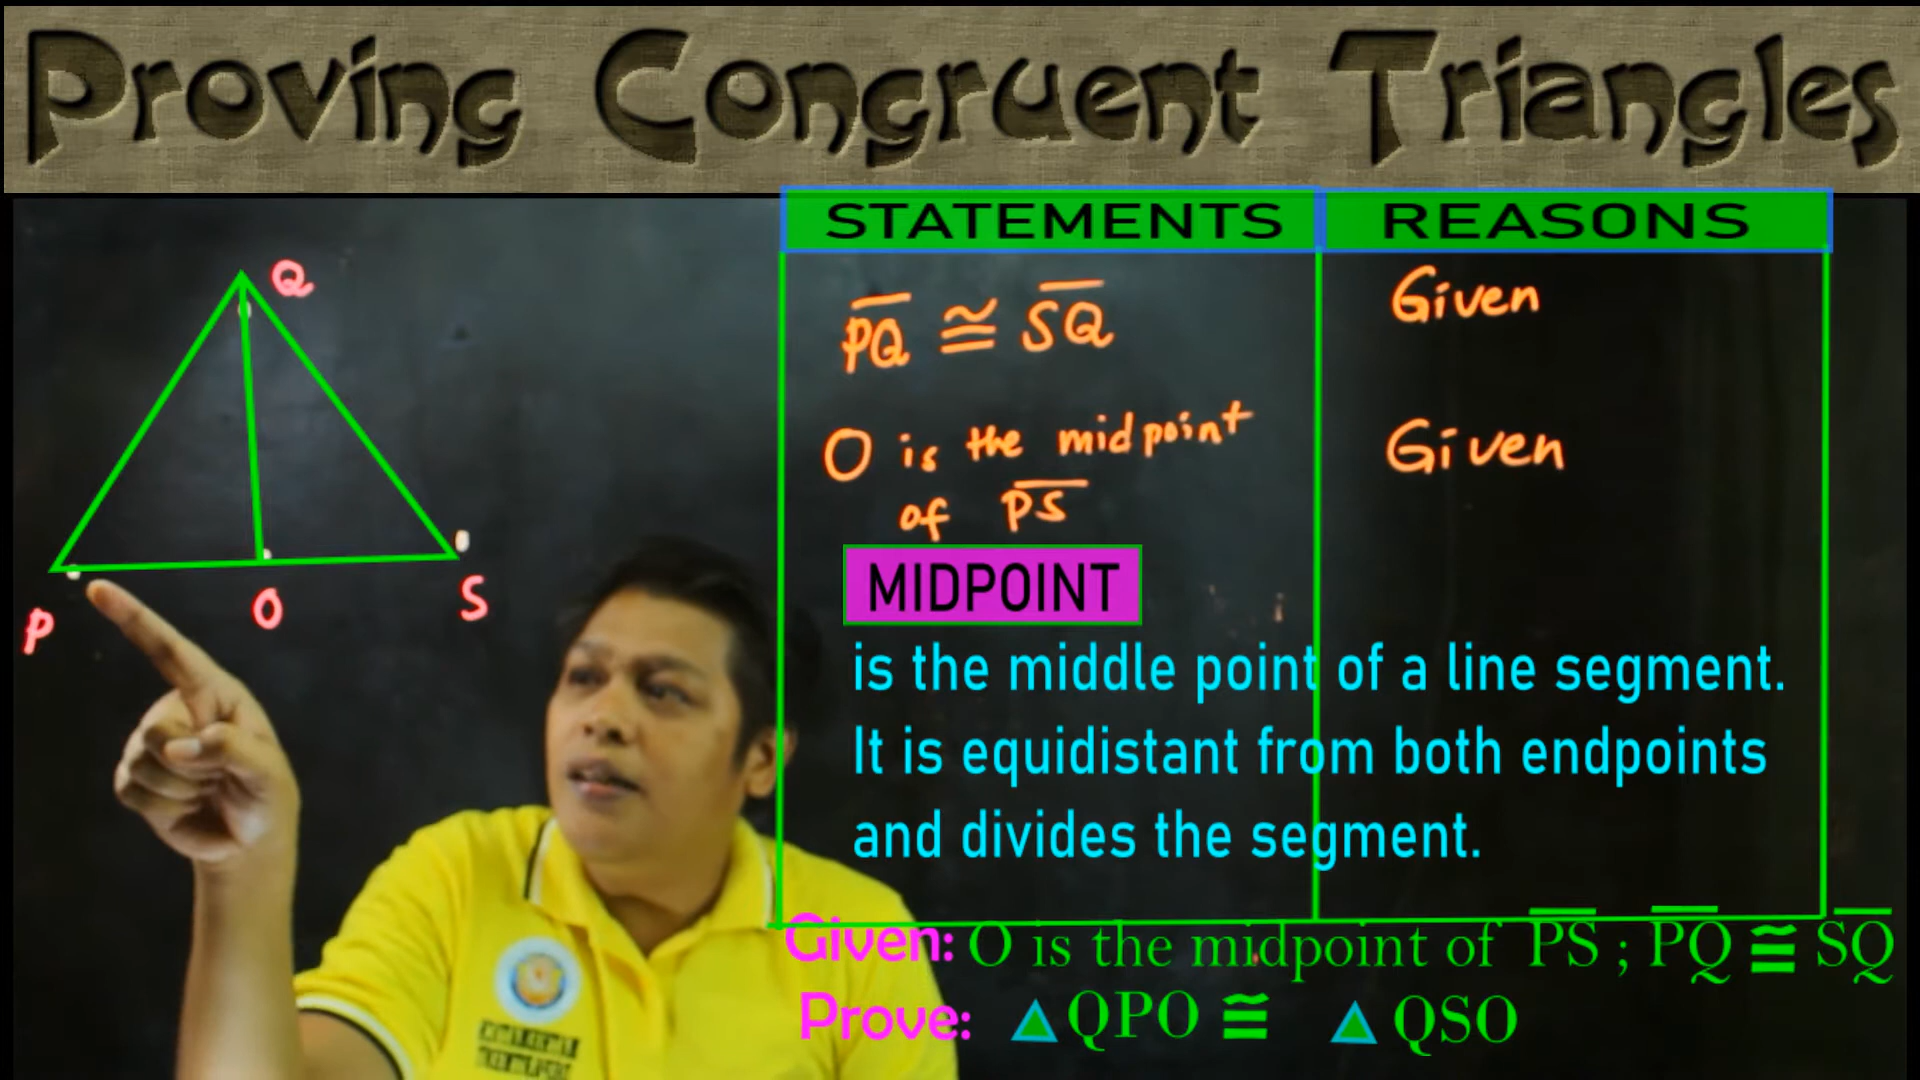 Proving Congruent Triangles
STATEMENTS REASONS
Q
P O S
PQ ≅ SQ Given
O is the midpoint Given
of PS
MIDPOINT
is the middle point of a line segment.
It is equidistant from both endpoints
and divides the segment.
Given: O is the midpoint of PS ; PQ ≅ SQ
Prove: ▲QPO ≅ ▲QSO